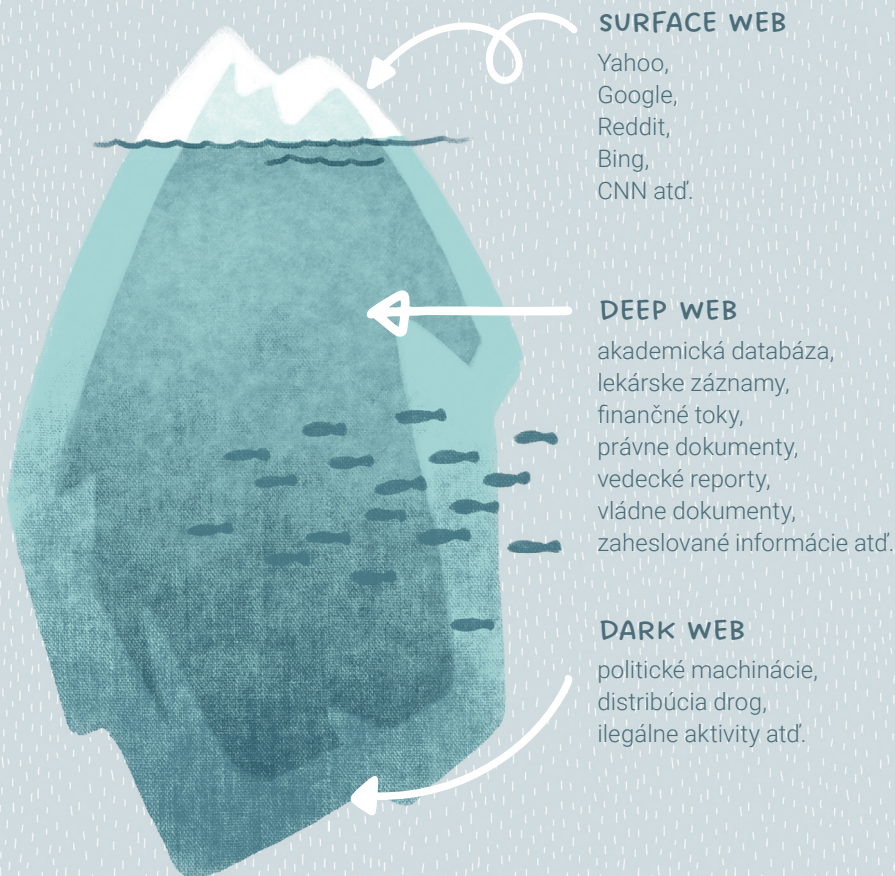 SURFACE WEB
Yahoo,
Google,
Reddit,
Bing,
CNN atď.
DEEP WEB
akademická databáza,
lekárske záznamy,
finančné toky,
právne dokumenty,
vedecké reporty,
vládne dokumenty,
zaheslované informácie atď.
DARK WEB
politické machinácie,
distribúcia drog,
ilegálne aktivity atď.